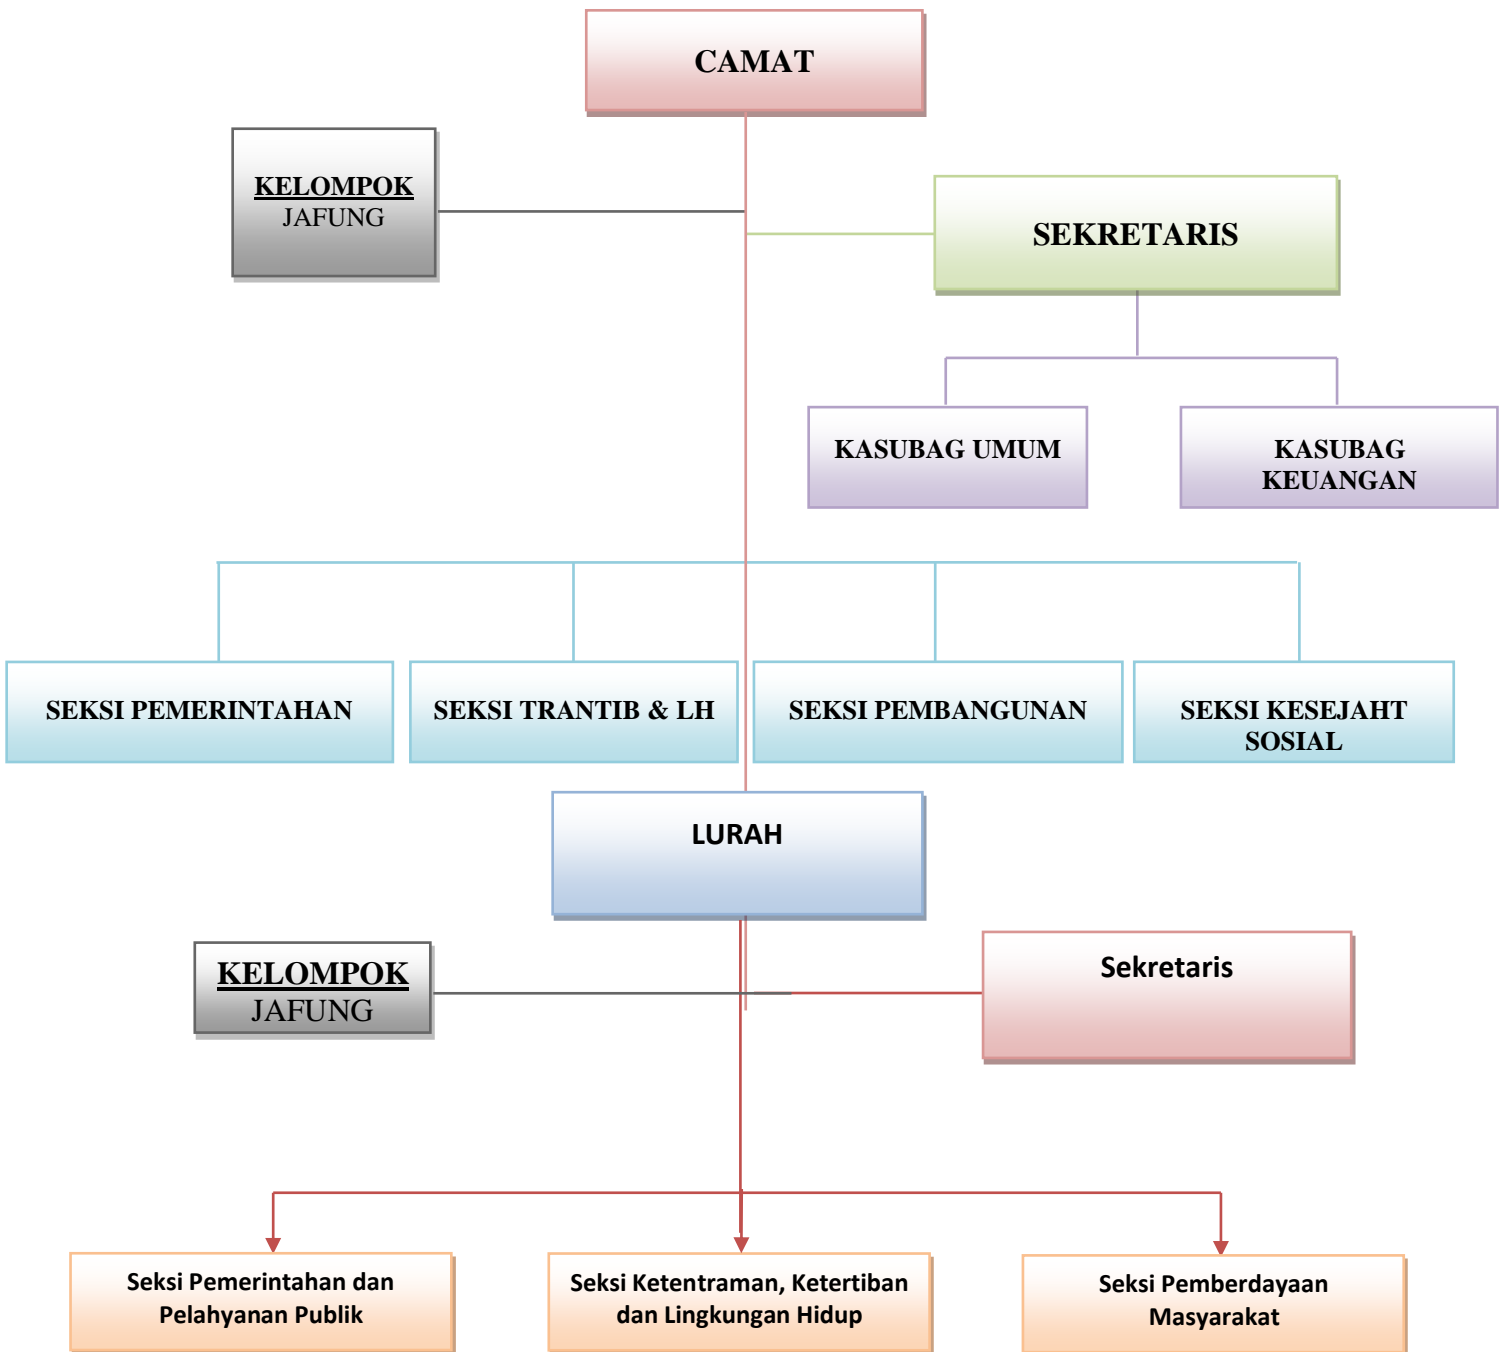 CAMAT
KELOMPOK
JAFUNG
SEKRETARIS
KASUBAG UMUM
KASUBAG
KEUANGAN
SEKSI PEMERINTAHAN
SEKSI TRANTIB & LH
SEKSI PEMBANGUNAN
SEKSI KESEJAHT
SOSIAL
LURAH
KELOMPOK
JAFUNG
Sekretaris
Seksi Pemerintahan dan
Pelahyanan Publik
Seksi Ketentraman, Ketertiban
dan Lingkungan Hidup
Seksi Pemberdayaan
Masyarakat